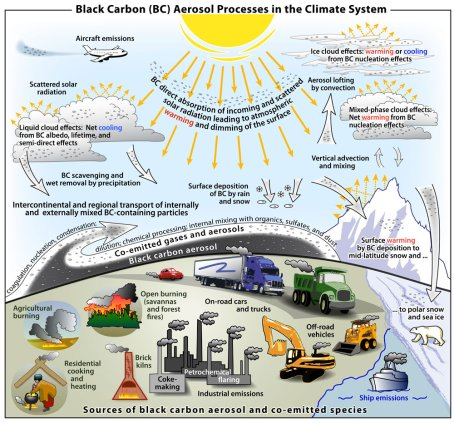 Black Carbon (BC) Aerosol Processes in the Climate System
Aircraft emissions
Ice cloud effects: warming or cooling
from BC nucleation effects
Scattered solar
radiation
BC direct absorption of incoming and scattered
solar radiation leading to atmospheric
warming and dimming of the surface
Aerosol lofting
by convection
Liquid cloud effects: Net cooling
from BC albedo, lifetime, and
semi-direct effects
Mixed-phase cloud effects:
Net warming from BC
nucleation effects
BC scavenging and
wet removal by precipitation
Vertical advection
and mixing
Surface deposition
of BC by rain
and snow
Intercontinental and regional transport of internally
and externally mixed BC-containing particles
coagulation; nucleation, condensation;
dilution; chemical processing; internal mixing with organics, sulfates, and dust
Co-emitted gases and aerosols
Black carbon aerosol
Surface warming
by BC deposition to
mid-latitude snow and ...
... to polar snow
and sea ice
Agricultural
burning
Open burning
(savannas
and forest
fires)
On-road cars
and trucks
Off-road
vehicles
Residential
cooking
and heating
Brick
kilns
Coke-
making
Petrochemical
flaring
Industrial emissions
Ship emissions
Sources of black carbon aerosol and co-emitted species